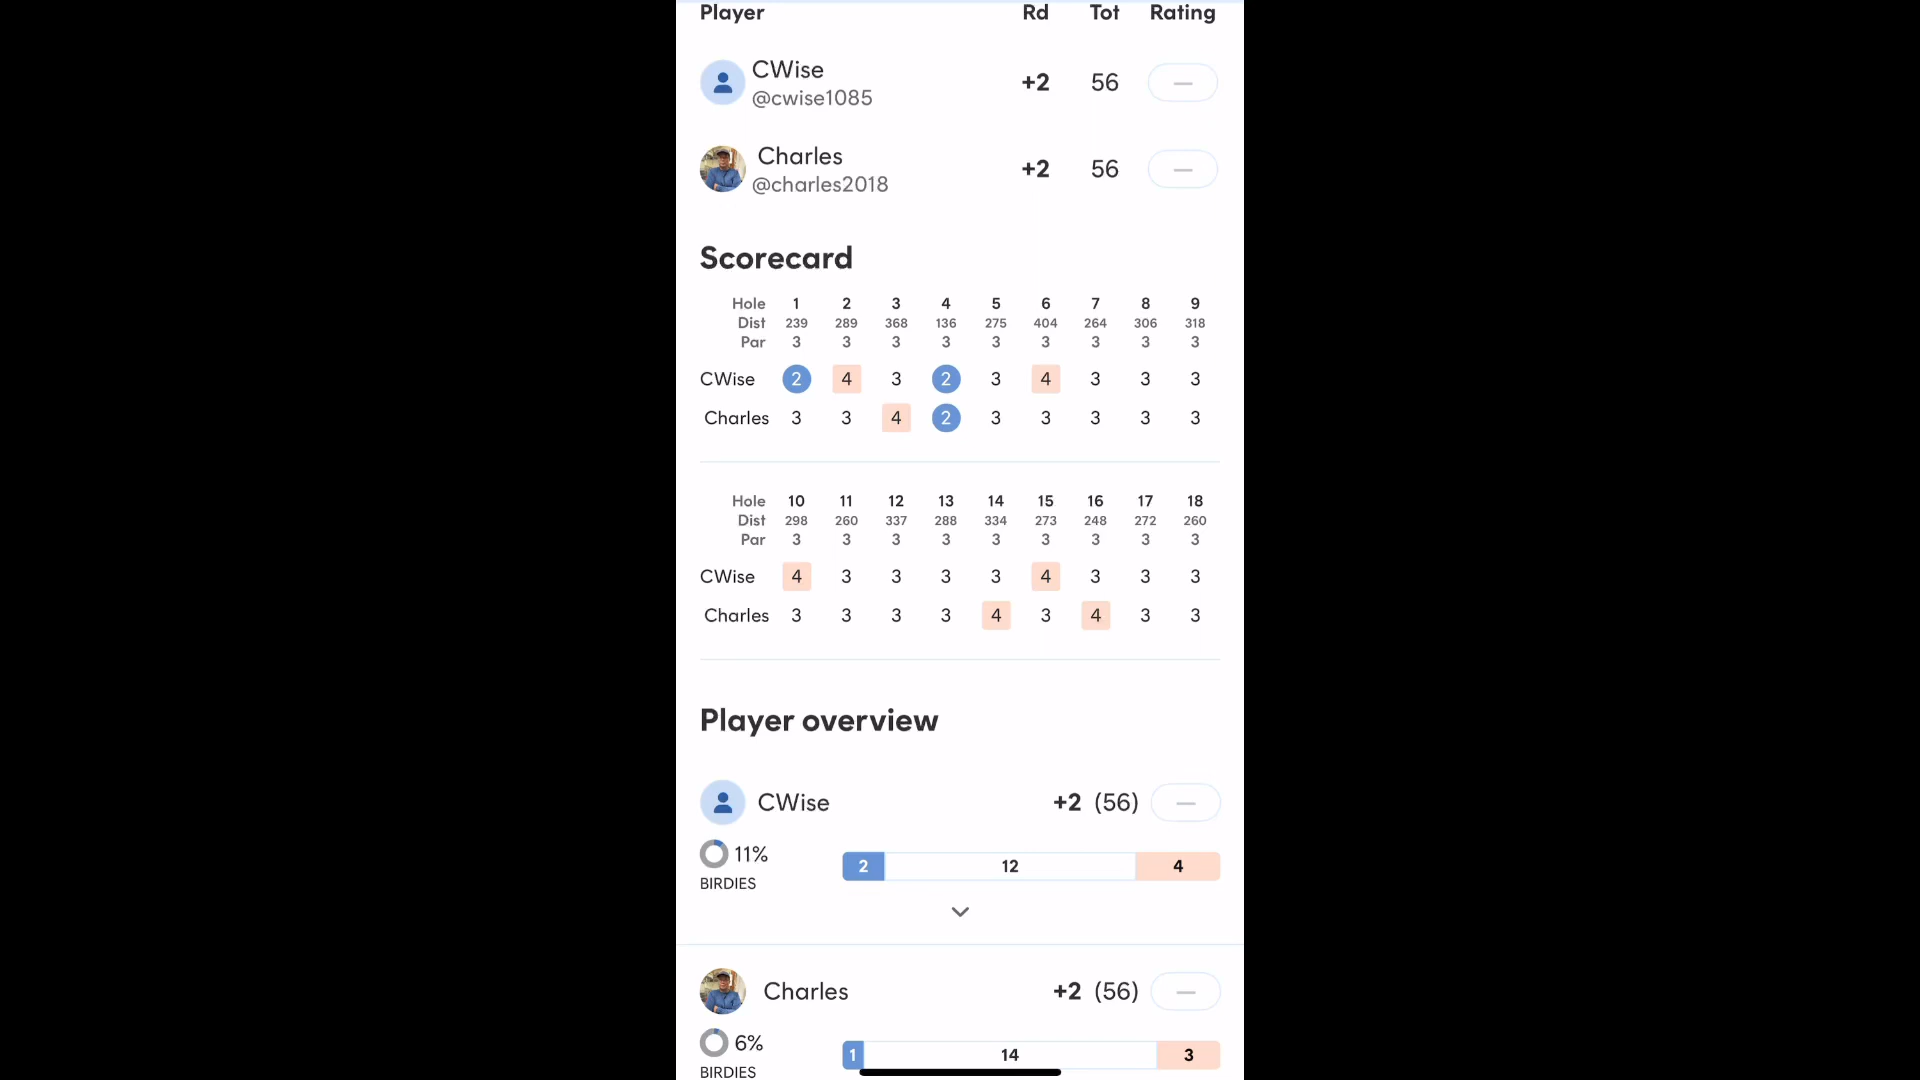 Player Rd Tot Rating
CWise
@cwise1085
+2 56 —
Charles
@charles2018
+2 56 —
Scorecard
Hole 1 2 3 4 5 6 7 8 9
Dist 239 289 368 136 275 404 264 306 318
Par 3 3 3 3 3 3 3 3 3
CWise 2 4 3 2 3 4 3 3 3
Charles 3 3 4 2 3 3 3 3 3
Hole 10 11 12 13 14 15 16 17 18
Dist 298 260 337 288 334 273 248 272 260
Par 3 3 3 3 3 3 3 3 3
CWise 4 3 3 3 3 4 3 3 3
Charles 3 3 3 3 4 3 4 3 3
Player overview
CWise +2 (56) —
11%
BIRDIES
2 12 4
Charles +2 (56) —
6%
BIRDIES
1 14 3